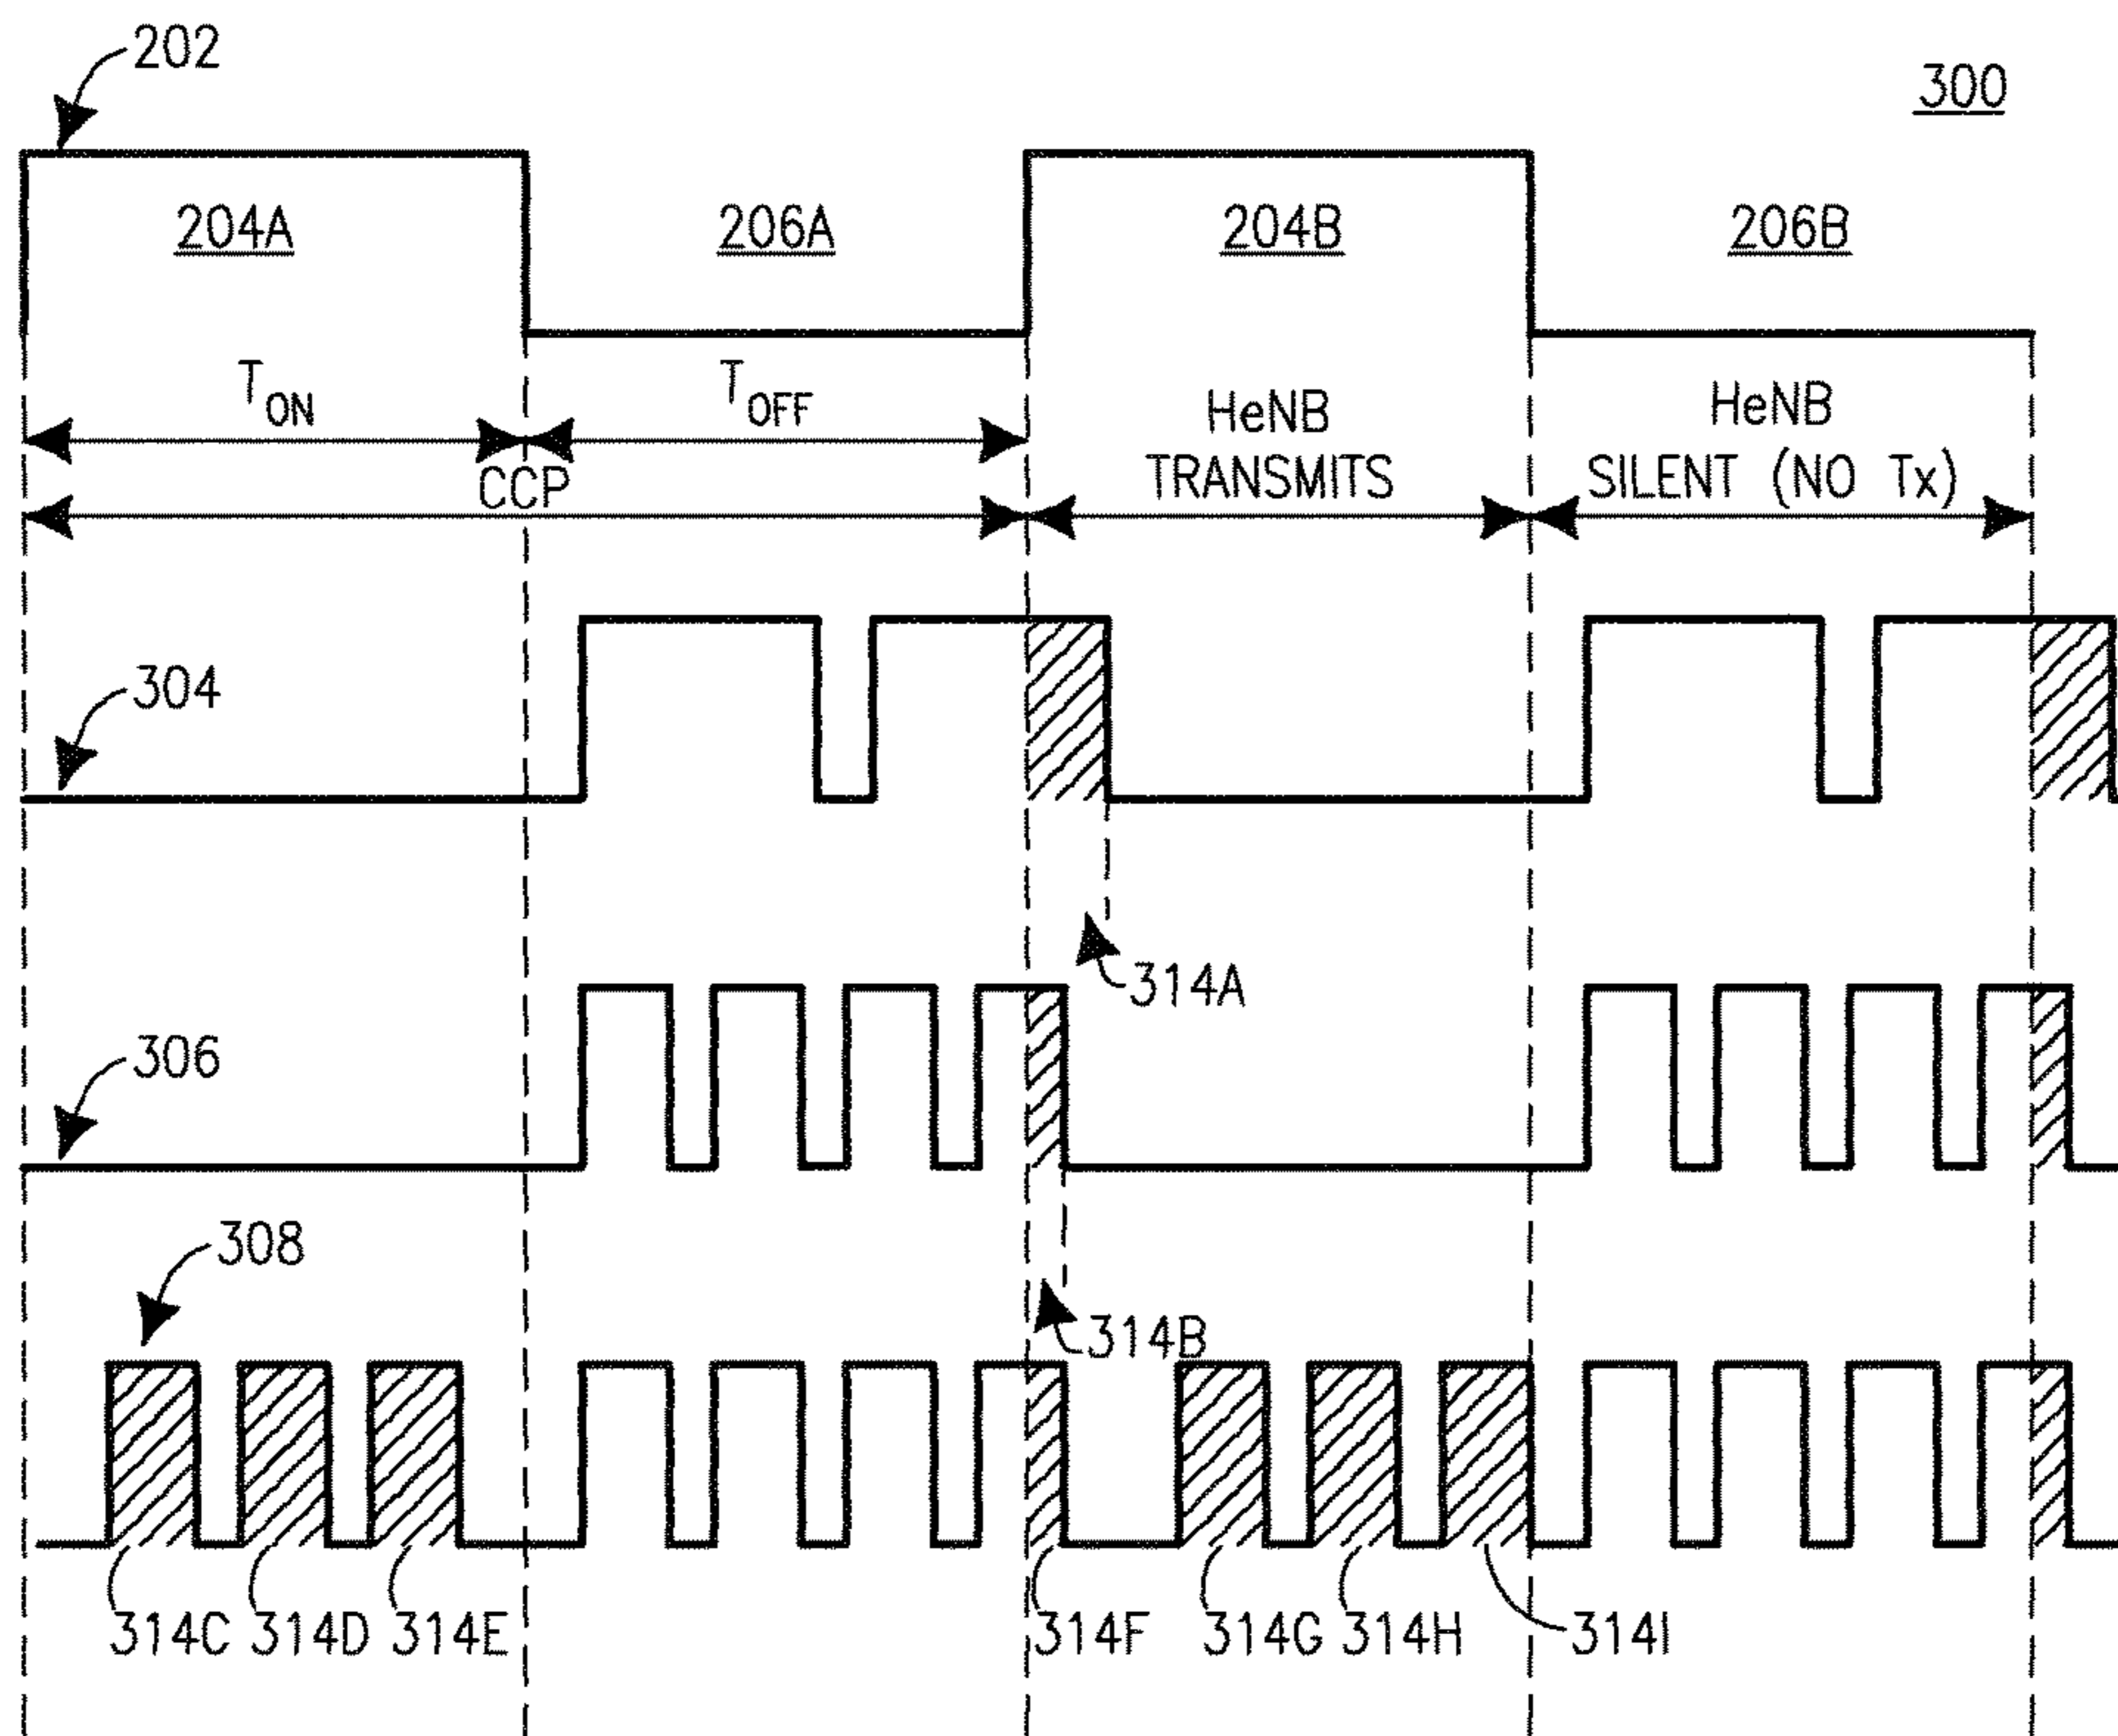 202
300
204A
206A
204B
206B
TON
TOFF
HeNB
TRANSMITS
HeNB
SILENT (NO Tx)
CCP
304
314A
306
308
314B
314C
314D
314E
314F
314G
314H
314I